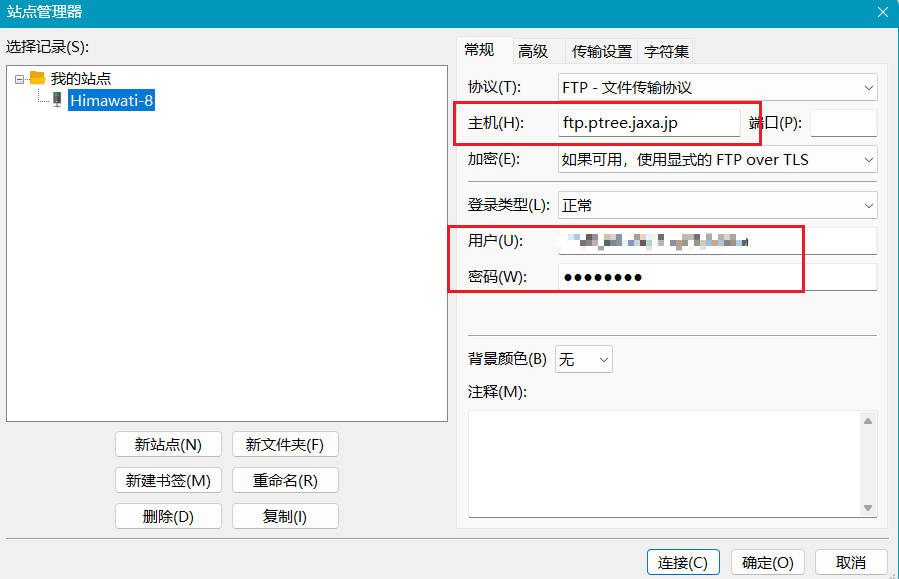 站点管理器
选择记录(S):
我的站点
Himawati-8
新站点(N)
新文件夹(F)
新建书签(M)
重命名(R)
删除(D)
复制(I)
常规
高级
传输设置
字符集
协议(T):
FTP - 文件传输协议
主机(H):
ftp.ptree.jaxa.jp
端口(P):
加密(E):
如果可用，使用显式的 FTP over TLS
登录类型(L):
正常
用户(U):
密码(W):
背景颜色(B)
无
注释(M):
连接(C)
确定(O)
取消